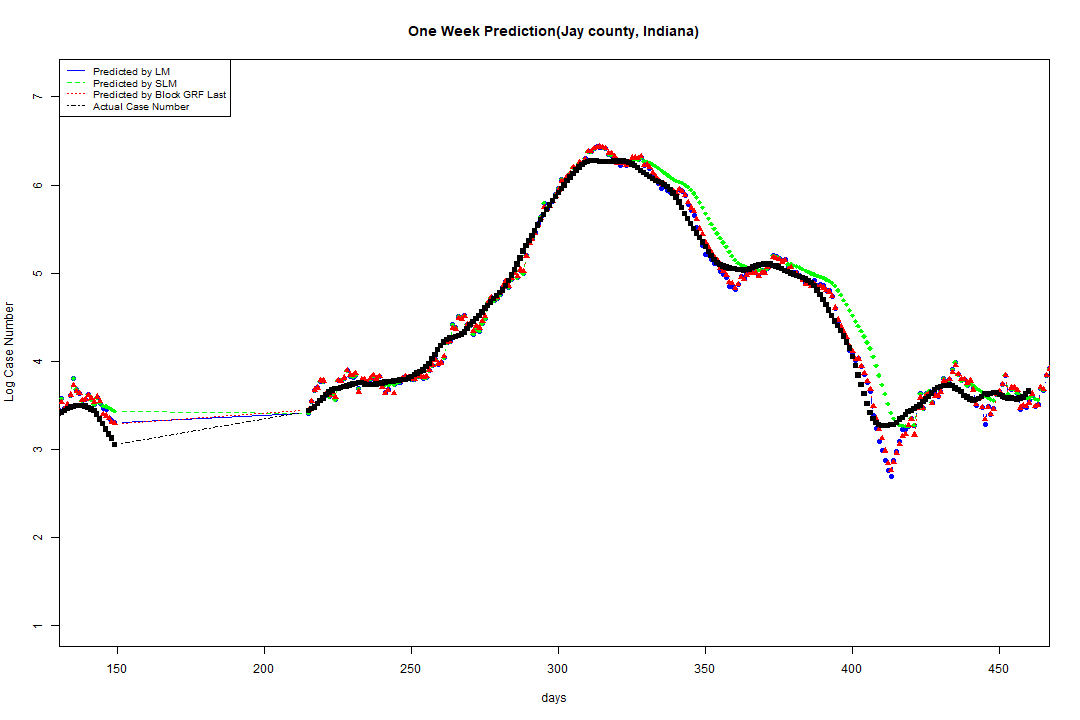 One Week Prediction(Jay county, Indiana)
Predicted by LM
Predicted by SLM
Predicted by Block GRF Last
Actual Case Number
7
6
5
4
3
2
1
Log Case Number
150 200 250 300 350 400 450
days